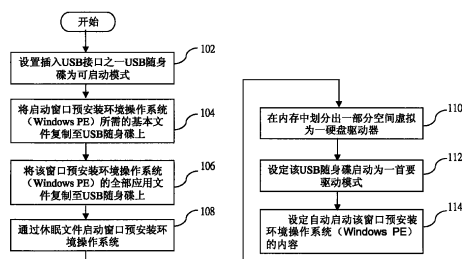 开始
102
设置插入USB接口之一USB随身
碟为可启动模式
104
将启动窗口预安装环境操作系统
（Windows PE）所需的基本文
件复制至USB随身碟上
106
将该窗口预安装环境操作系统
（Windows PE）的全部应用文
件复制至USB随身碟上
108
通过休眠文件启动窗口预安装环
境操作系统
110
在内存中划分出一部分空间虚拟
为一硬盘驱动器
112
设定该USB随身碟启动为一首要
驱动模式
114
设定自动启动该窗口预安装
环境操作系统（Windows PE）
的内容